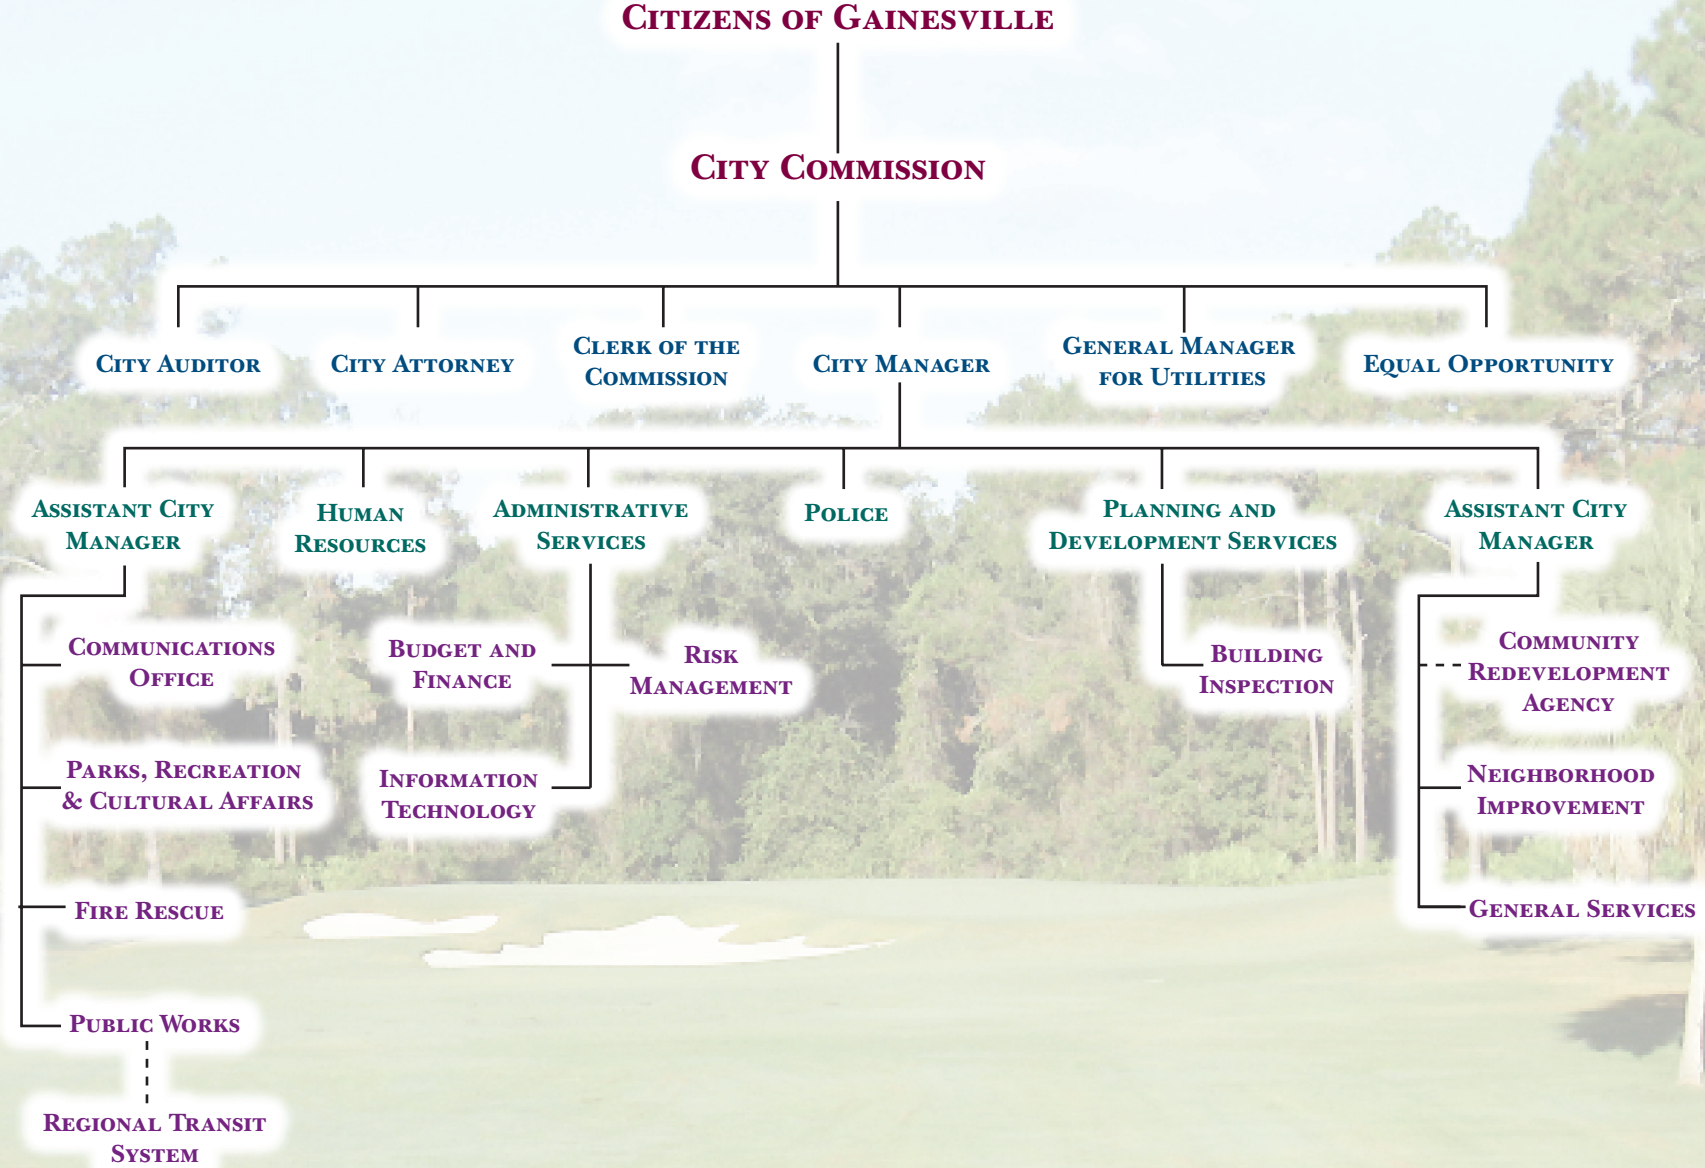 Citizens of Gainesville
City Commission
City Auditor
City Attorney
Clerk of the
Commission
City Manager
General Manager
for Utilities
Equal Opportunity
Assistant City
Manager
Human
Resources
Administrative
Services
Police
Planning and
Development Services
Assistant City
Manager
Communications
Office
Parks, Recreation
& Cultural Affairs
Fire Rescue
Public Works
Regional Transit
System
Budget and
Finance
Risk
Management
Information
Technology
Building
Inspection
Community
Redevelopment
Agency
Neighborhood
Improvement
General Services